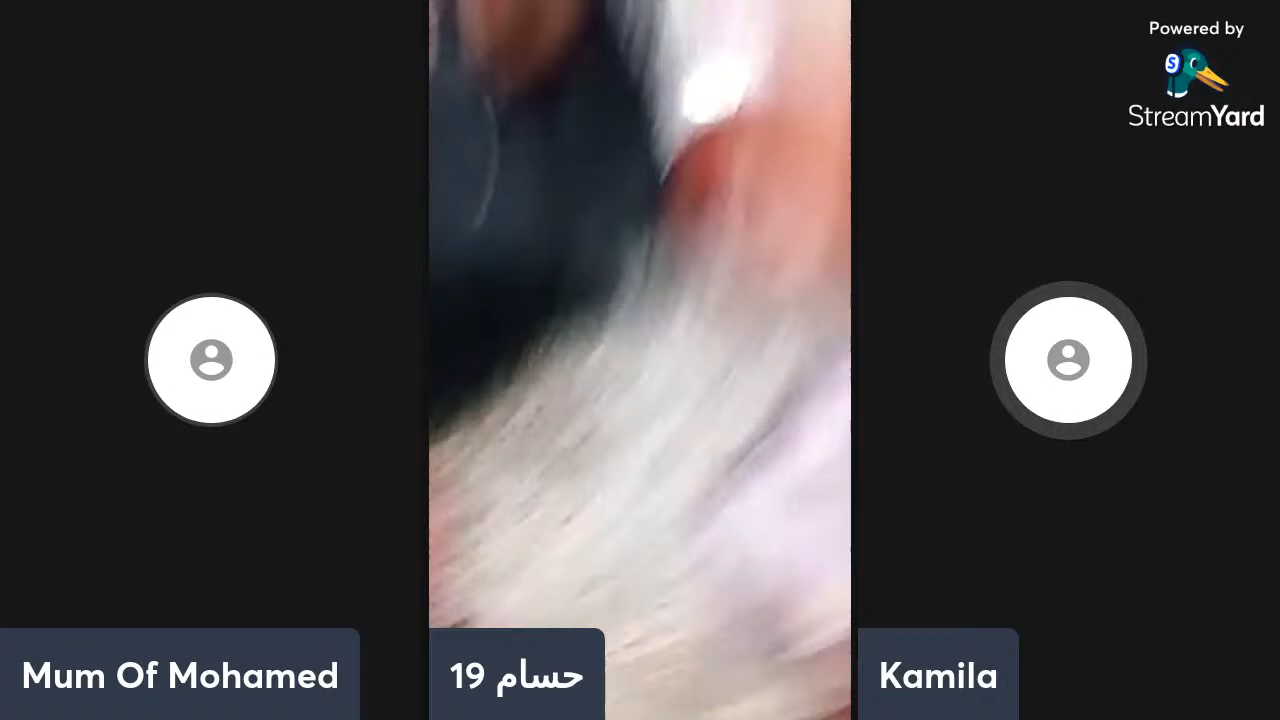 Powered by
S
StreamYard
Mum Of Mohamed
حسام 19
Kamila